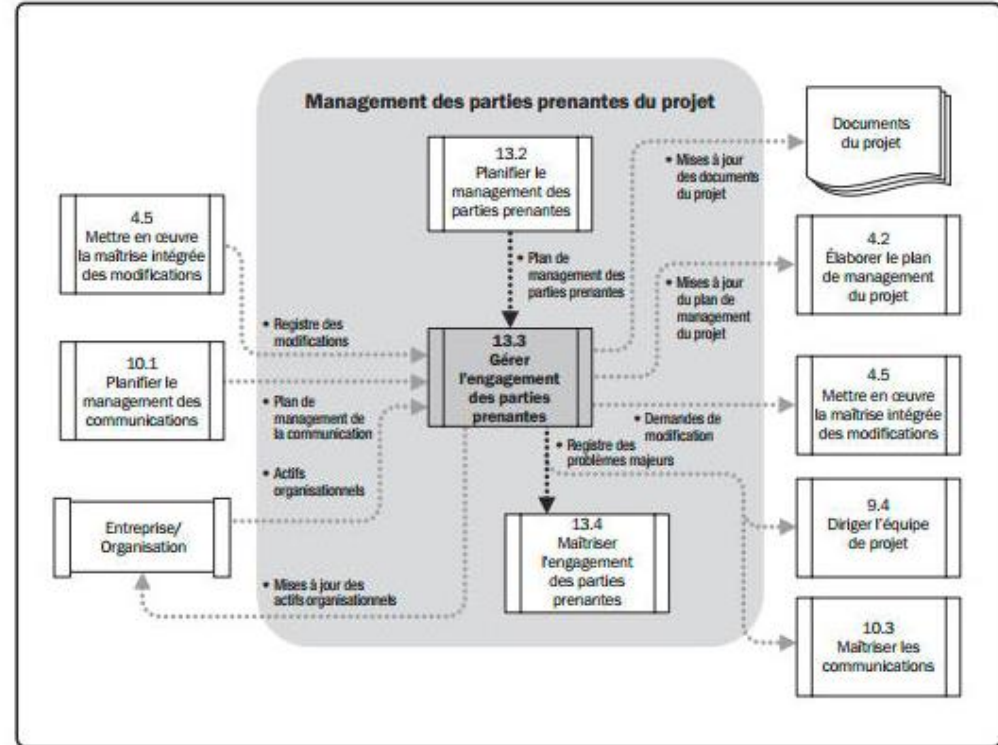 Management des parties prenantes du projet
Documents
du projet
13.2
Planifier le
management des
parties prenantes
• Mises à jour
des documents
du projet
4.5
Mettre en œuvre
la maîtrise intégrée
des modifications
4.2
Élaborer le plan
de management
du projet
• Plan de
management des
parties prenantes
• Mises à jour
du plan de
management
du projet
• Registre des
modifications
13.3
Gérer
l'engagement
des parties
prenantes
10.1
Planifier le
management des
communications
4.5
Mettre en œuvre
la maîtrise intégrée
des modifications
• Plan de
management de
la communication
• Demandes de
modification
• Registre des
problèmes majeurs
• Actifs
organisationnels
Entreprise/
Organisation
13.4
Maîtriser
l'engagement
des parties
prenantes
9.4
Diriger l'équipe
de projet
• Mises à jour des
actifs organisationnels
10.3
Maîtriser les
communications